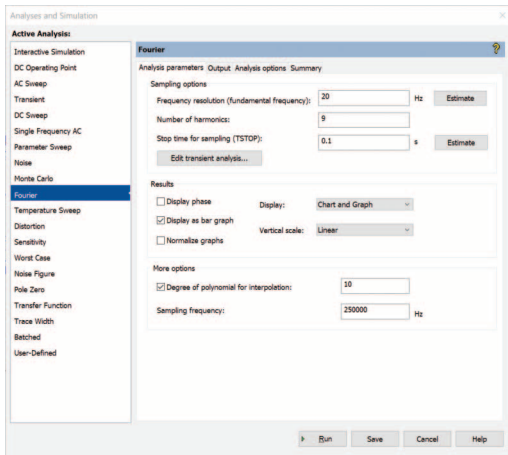 Analyses and Simulation
Active Analysis:
Interactive Simulation
DC Operating Point
AC Sweep
Transient
DC Sweep
Single Frequency AC
Parameter Sweep
Noise
Monte Carlo
Fourier
Temperature Sweep
Distortion
Sensitivity
Worst Case
Noise Figure
Pole Zero
Transfer Function
Trace Width
Batched
User-Defined
Fourier
Analysis parameters Output Analysis options Summary
Sampling options
Frequency resolution (fundamental frequency): 20 Hz Estimate
Number of harmonics: 9
Stop time for sampling (TSTOP): 0.1 s Estimate
Edit transient analysis...
Results
Display phase Display: Chart and Graph
Display as bar graph
Vertical scale: Linear
Normalize graphs
More options
Degree of polynomial for interpolation: 10
Sampling frequency: 250000 Hz
Run Save Cancel Help